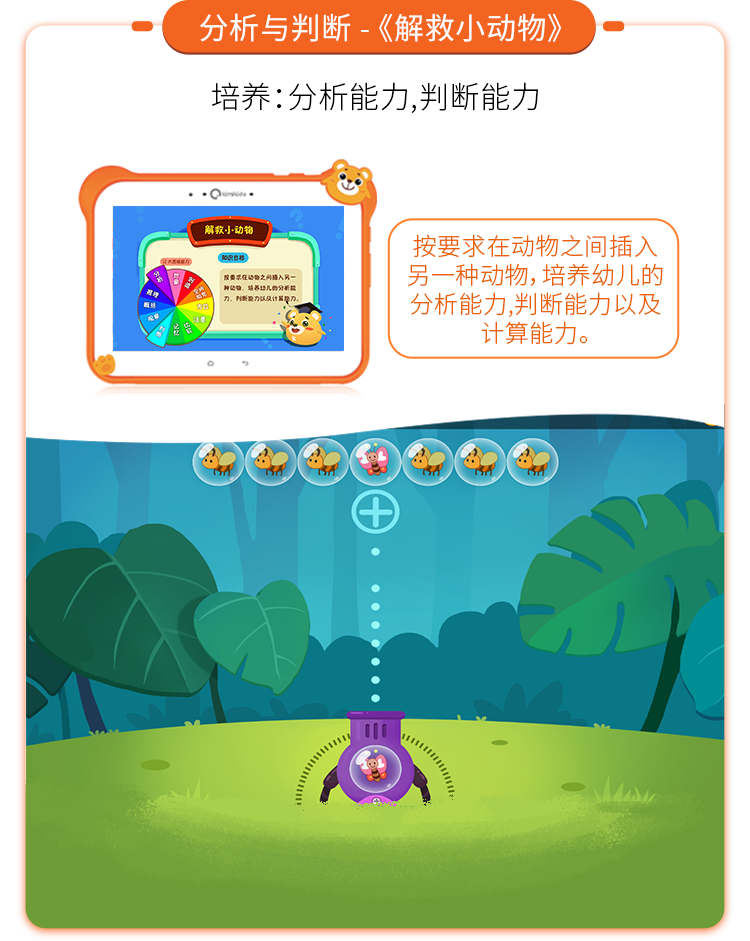 分析与判断 -《解救小动物》
培养：分析能力,判断能力
解救小动物
知识目标
按要求在动物之间插入另一
种动物，培养幼儿的分析能
力，判断能力以及计算能力。
按要求在动物之间插入
另一种动物，培养幼儿的
分析能力,判断能力以及
计算能力。